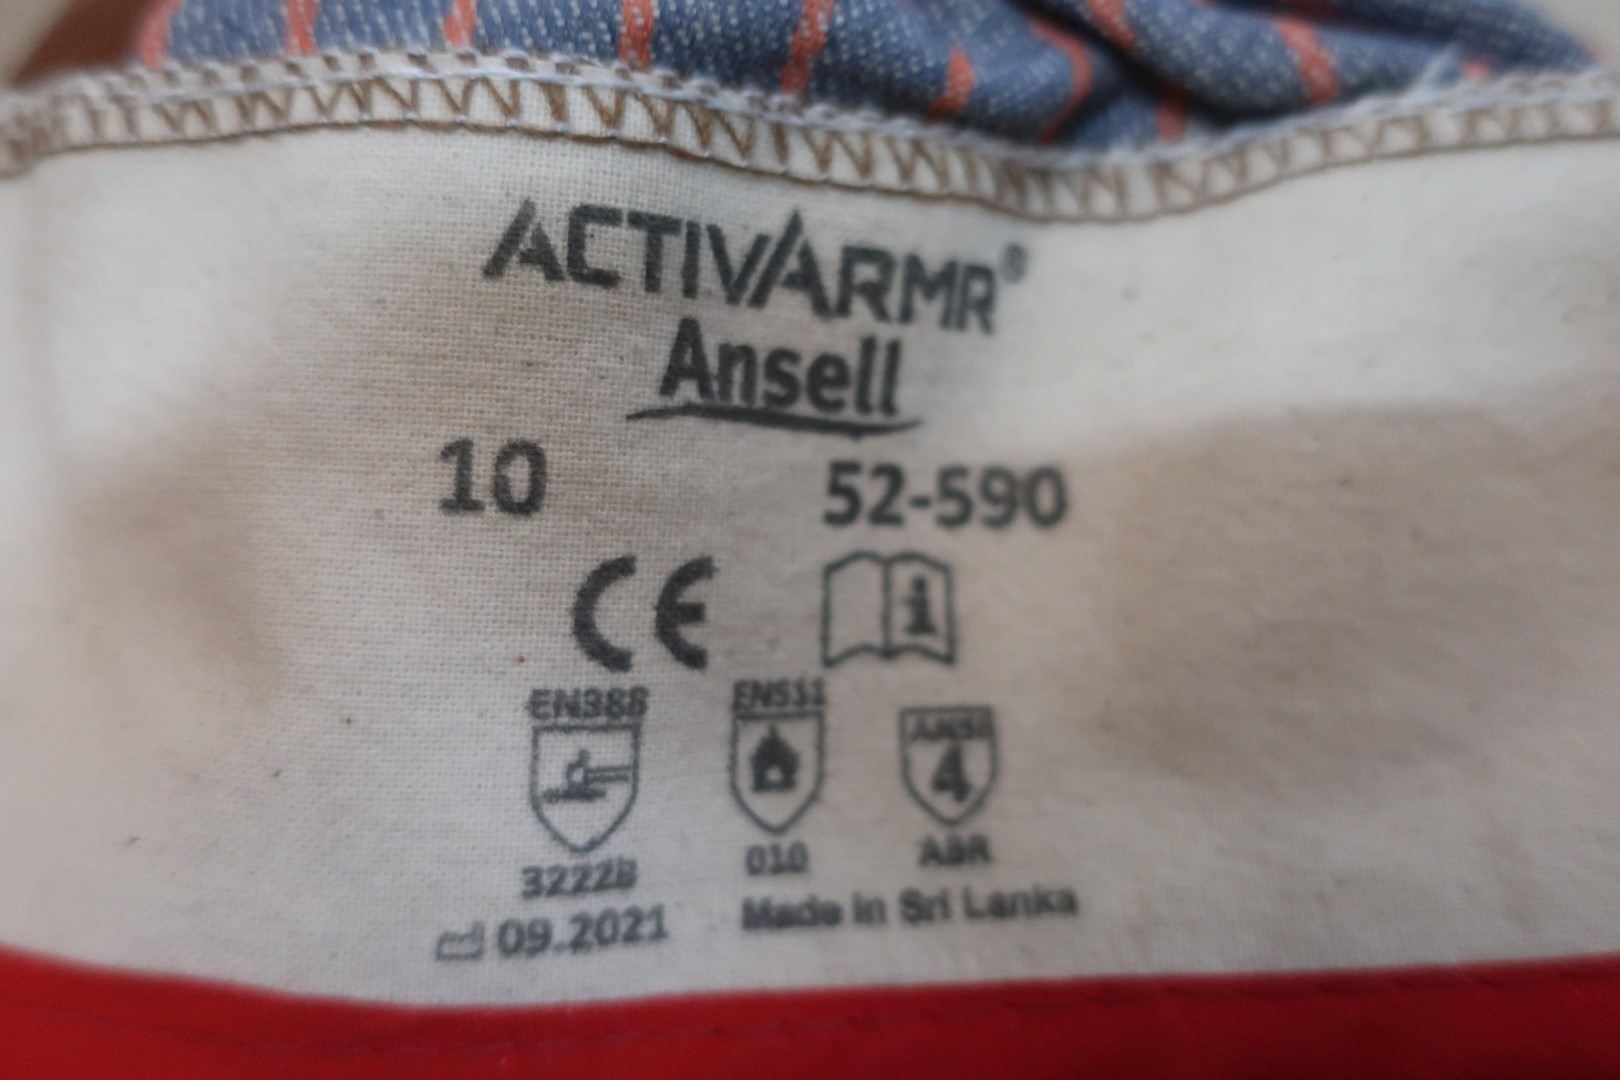 ACTIVARMR®
Ansell
10 52-590
CE i
EN388 EN511 ANSI
4
3222B 010 ABR
09.2021 Made in Sri Lanka